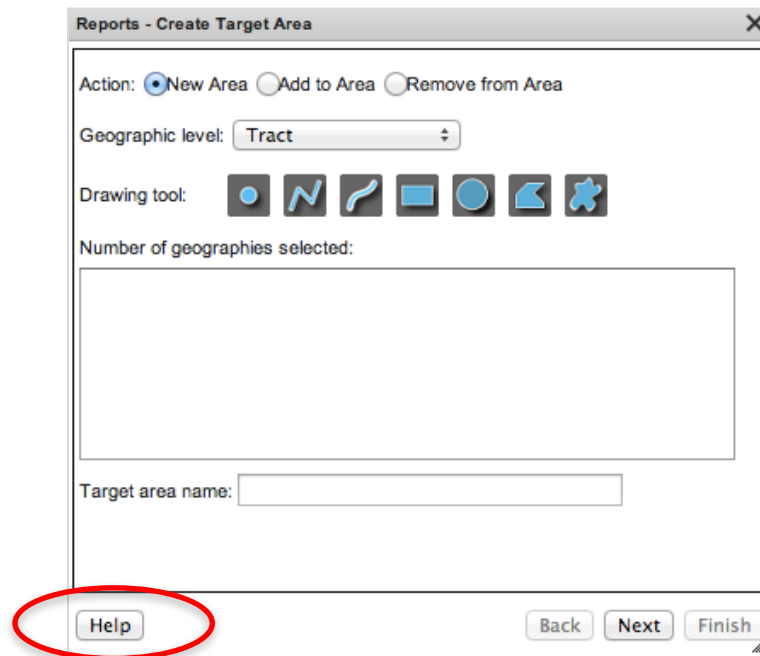 Reports - Create Target Area
Action: New Area Add to Area Remove from Area
Geographic level: Tract
Drawing tool:
Number of geographies selected:
Target area name:
Help Back Next Finish